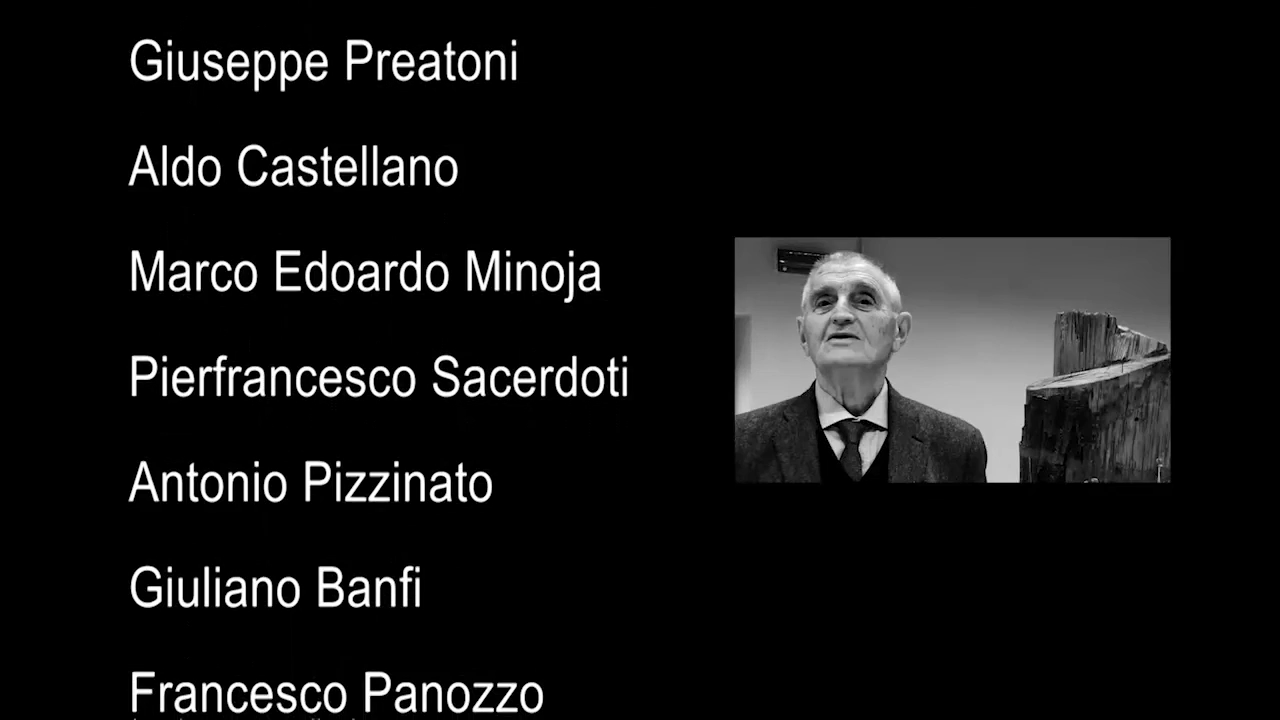 Giuseppe Preatoni
Aldo Castellano
Marco Edoardo Minoja
Pierfrancesco Sacerdoti
Antonio Pizzinato
Giuliano Banfi
Francesco Panozzo